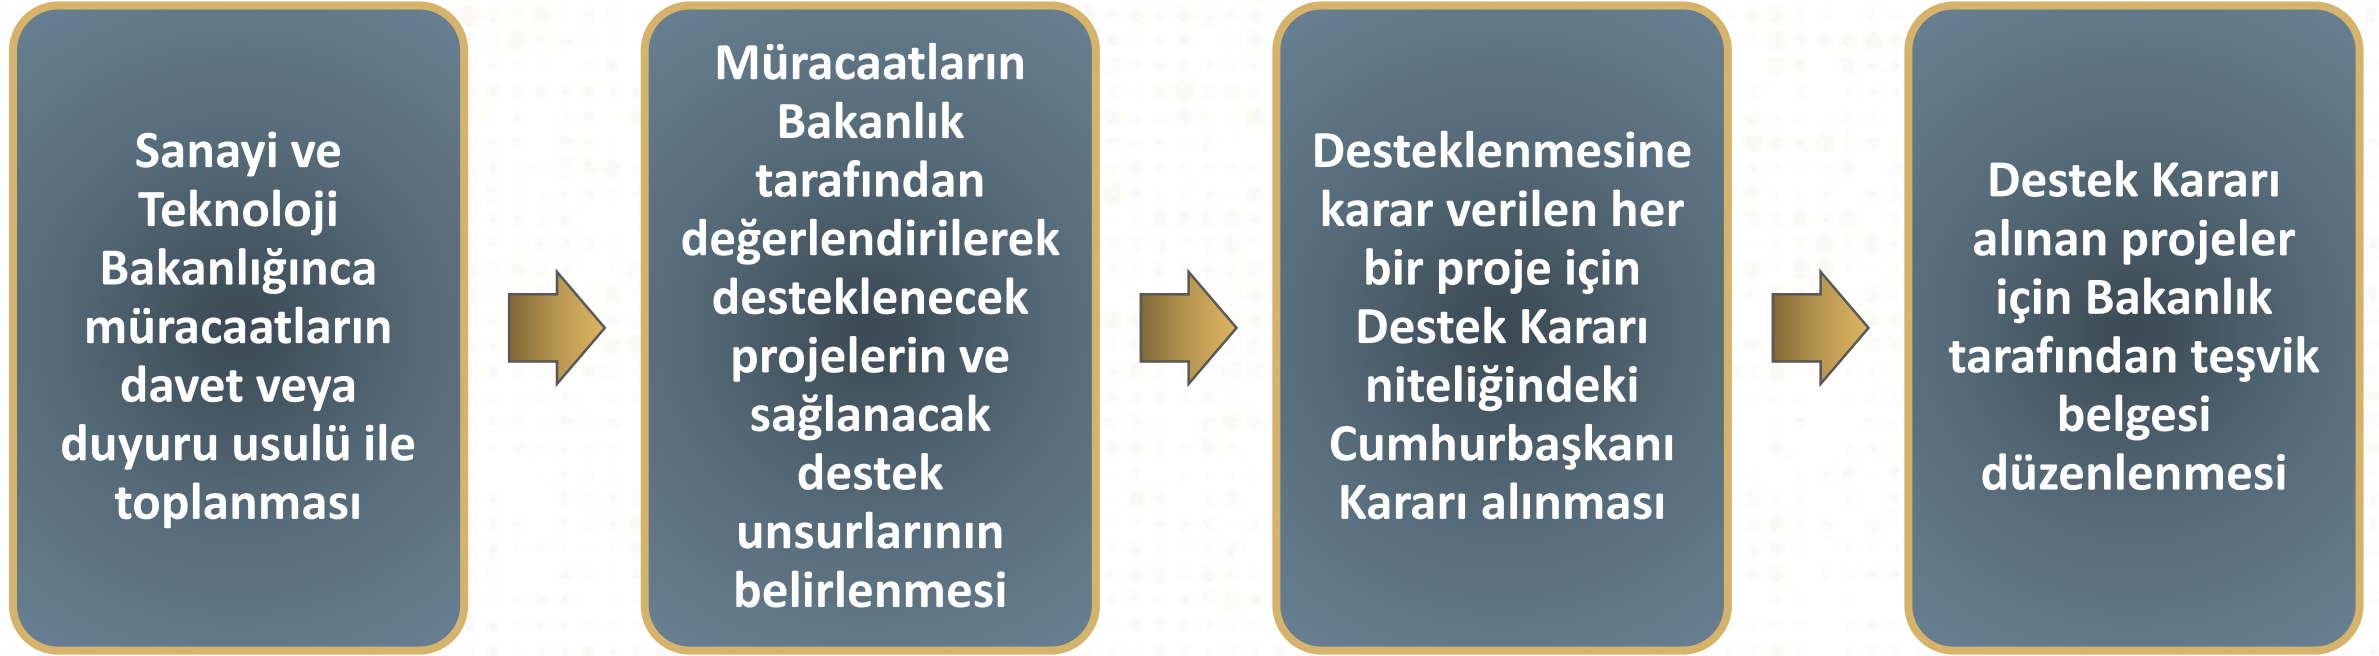 Sanayi ve
Teknoloji
Bakanlığınca
müracaatların
davet veya
duyuru usulü ile
toplanması
Müracaatların
Bakanlık
tarafından
değerlendirilerek
desteklenecek
projelerin ve
sağlanacak
destek
unsurlarının
belirlenmesi
Desteklenmesine
karar verilen her
bir proje için
Destek Kararı
niteliğindeki
Cumhurbaşkanı
Kararı alınması
Destek Kararı
alınan projeler
için Bakanlık
tarafından teşvik
belgesi
düzenlenmesi